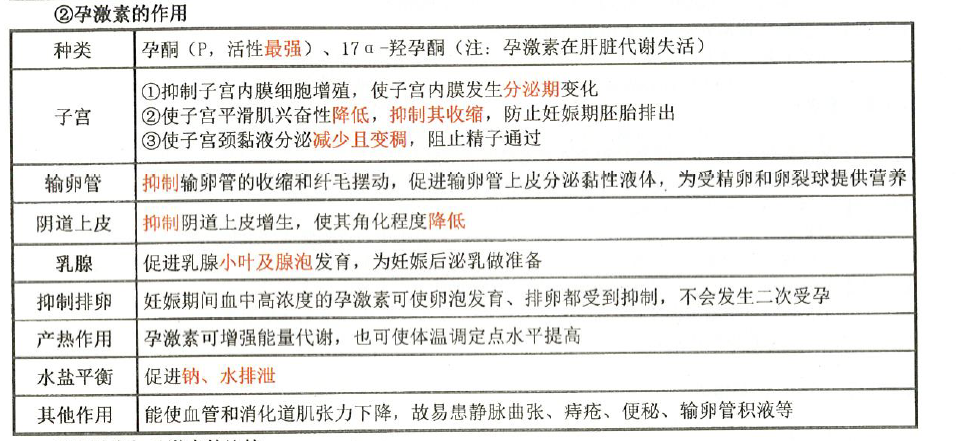 ②孕激素的作用
种类 孕酮（P，活性最强）、17α-羟孕酮（注：孕激素在肝脏代谢失活）
子宫 ①抑制子宫内膜细胞增殖，使子宫内膜发生分泌期变化
②使子宫平滑肌兴奋性降低，抑制其收缩，防止妊娠期胚胎排出
③使子宫颈黏液分泌减少且变稠，阻止精子通过
输卵管 抑制输卵管的收缩和纤毛摆动，促进输卵管上皮分泌黏性液体，为受精卵和卵裂球提供营养
阴道上皮 抑制阴道上皮增生，使其角化程度降低
乳腺 促进乳腺小叶及腺泡发育，为妊娠后泌乳做准备
抑制排卵 妊娠期间血中高浓度的孕激素可使卵泡发育、排卵都受到抑制，不会发生二次受孕
产热作用 孕激素可增强能量代谢，也可使体温调定点水平提高
水盐平衡 促进钠、水排泄
其他作用 能使血管和消化道肌张力下降，故易患静脉曲张、痔疮、便秘、输卵管积液等